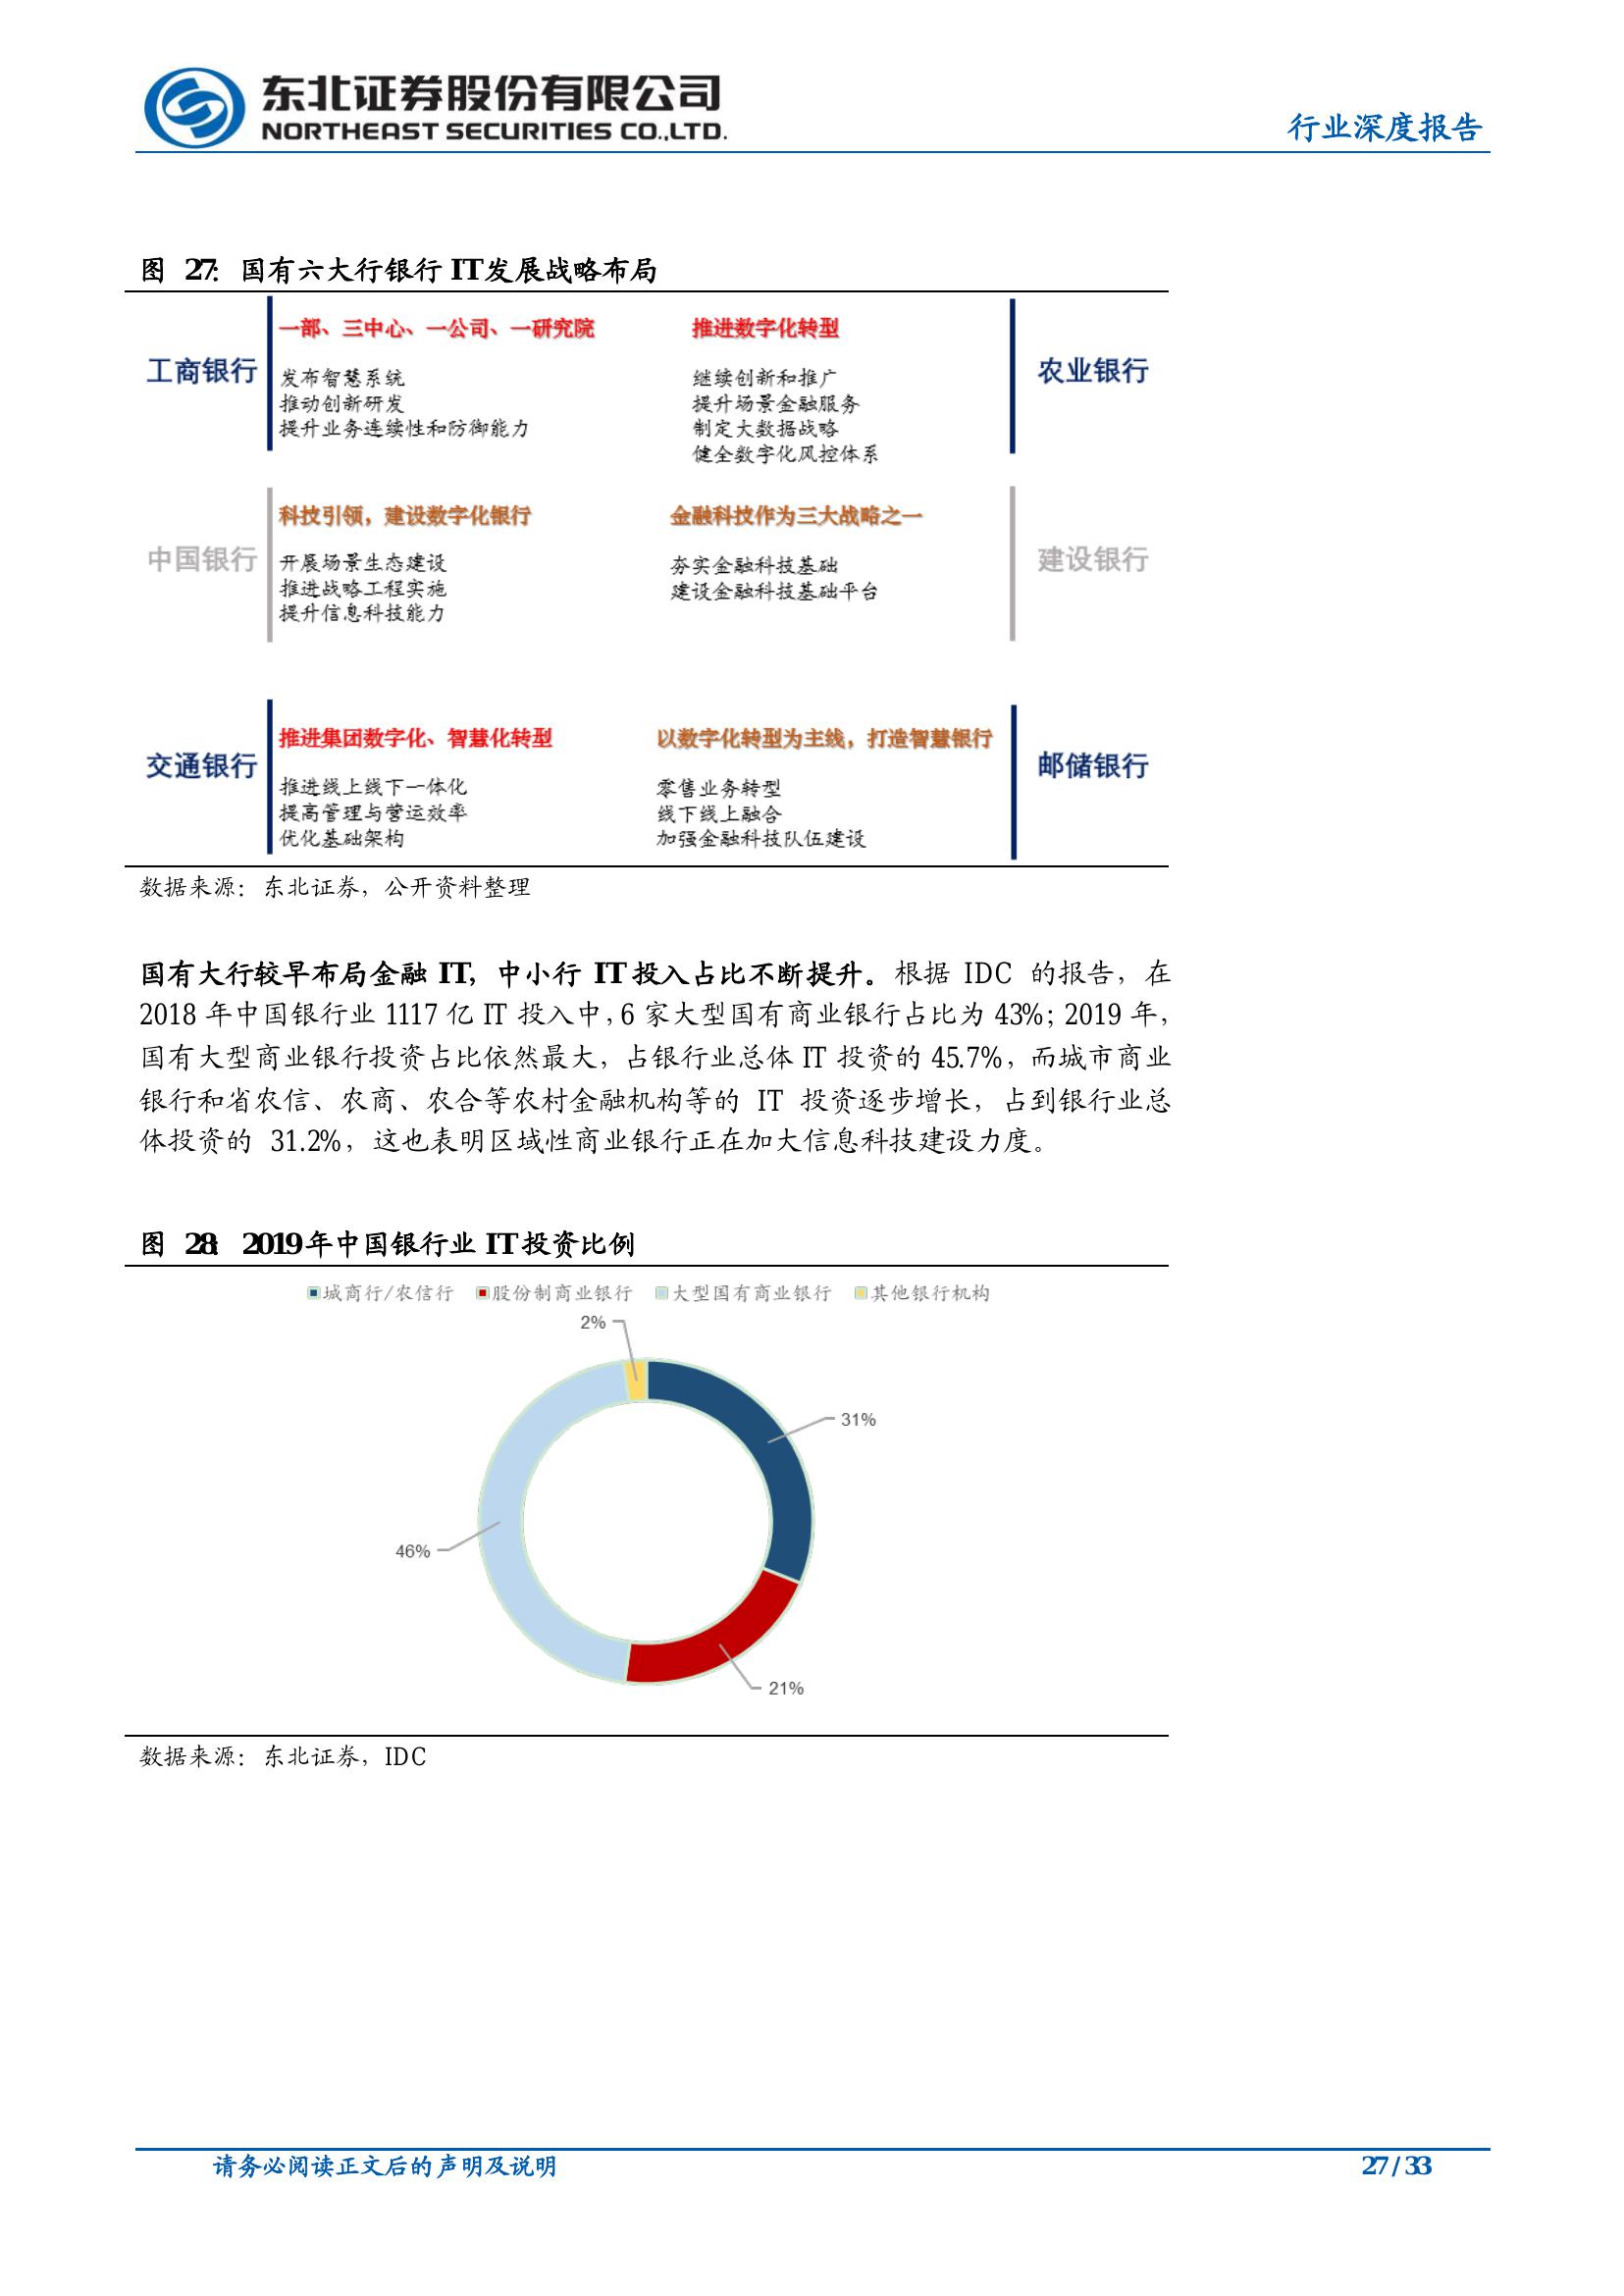 东北证券股份有限公司
NORTHEAST SECURITIES CO.,LTD.
行业深度报告
图 27: 国有六大行银行 IT 发展战略布局
工商银行
一部、三中心、一公司、一研究院
发布智慧系统
推动创新研发
提升业务连续性和防御能力
推进数字化转型
继续创新和推广
提升场景金融服务
制定大数据战略
健全数字化风控体系
农业银行
中国银行
科技引领，建设数字化银行
开展场景生态建设
推进战略工程实施
提升信息科技能力
金融科技作为三大战略之一
夯实金融科技基础
建设金融科技基础平台
建设银行
交通银行
推进集团数字化、智慧化转型
推进线上线下一体化
提高管理与营运效率
优化基础架构
以数字化转型为主线，打造智慧银行
零售业务转型
线下线上融合
加强金融科技队伍建设
邮储银行
数据来源：东北证券，公开资料整理
国有大行较早布局金融 IT，中小行 IT 投入占比不断提升。根据 IDC 的报告，在
2018 年中国银行业 1117 亿 IT 投入中，6 家大型国有商业银行占比为 43%；2019 年，
国有大型商业银行投资占比依然最大，占银行业总体 IT 投资的 45.7%，而城市商业
银行和省农信、农商、农合等农村金融机构等的 IT 投资逐步增长，占到银行业总
体投资的 31.2%，这也表明区域性商业银行正在加大信息科技建设力度。
图 28: 2019 年中国银行业 IT 投资比例
城商行/农信行 股份制商业银行 大型国有商业银行 其他银行机构
2%
31%
46%
21%
数据来源：东北证券，IDC
请务必阅读正文后的声明及说明
27 / 33